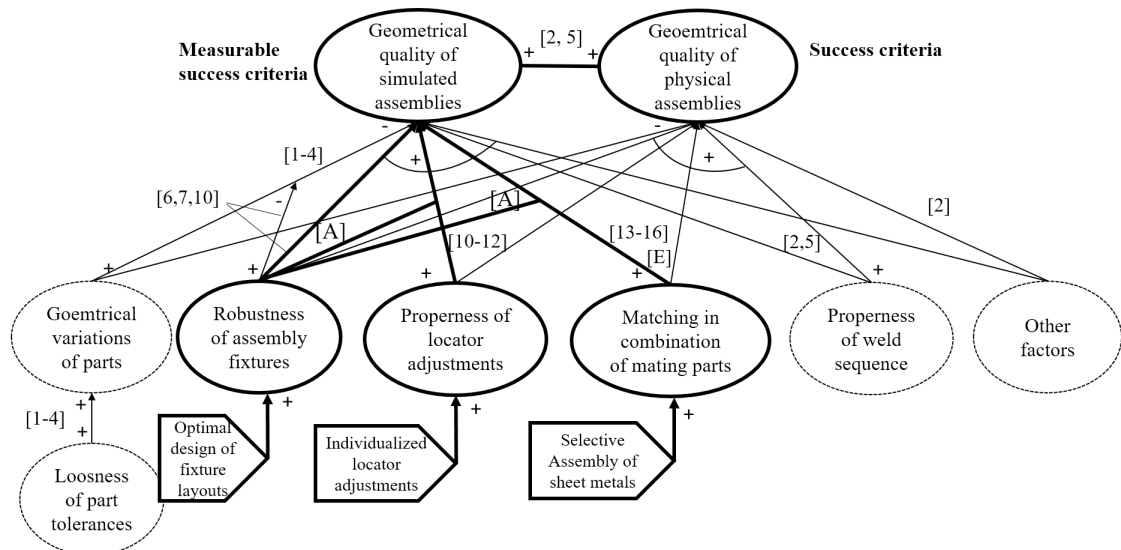 Geometrical
quality of
simulated
assemblies
Geoemtrical
quality of
physical
assemblies
Measurable
success criteria
Success criteria
+
[2, 5]
+
-
-
+
+
[1-4]
[6,7,10]
-
[A]
[A]
[10-12]
[13-16]
[E]
[2,5]
[2]
+
+
+
+
+
Goemtrical
variations
of parts
Robustness
of assembly
fixtures
Properness of
locator
adjustments
Matching in
combination
of mating parts
Properness
of weld
sequence
Other
factors
+
[1-4]
+
+
+
+
Loosness
of part
tolerances
Optimal
design of
fixture
layouts
Individualized
locator
adjustments
Selective
Assembly of
sheet metals